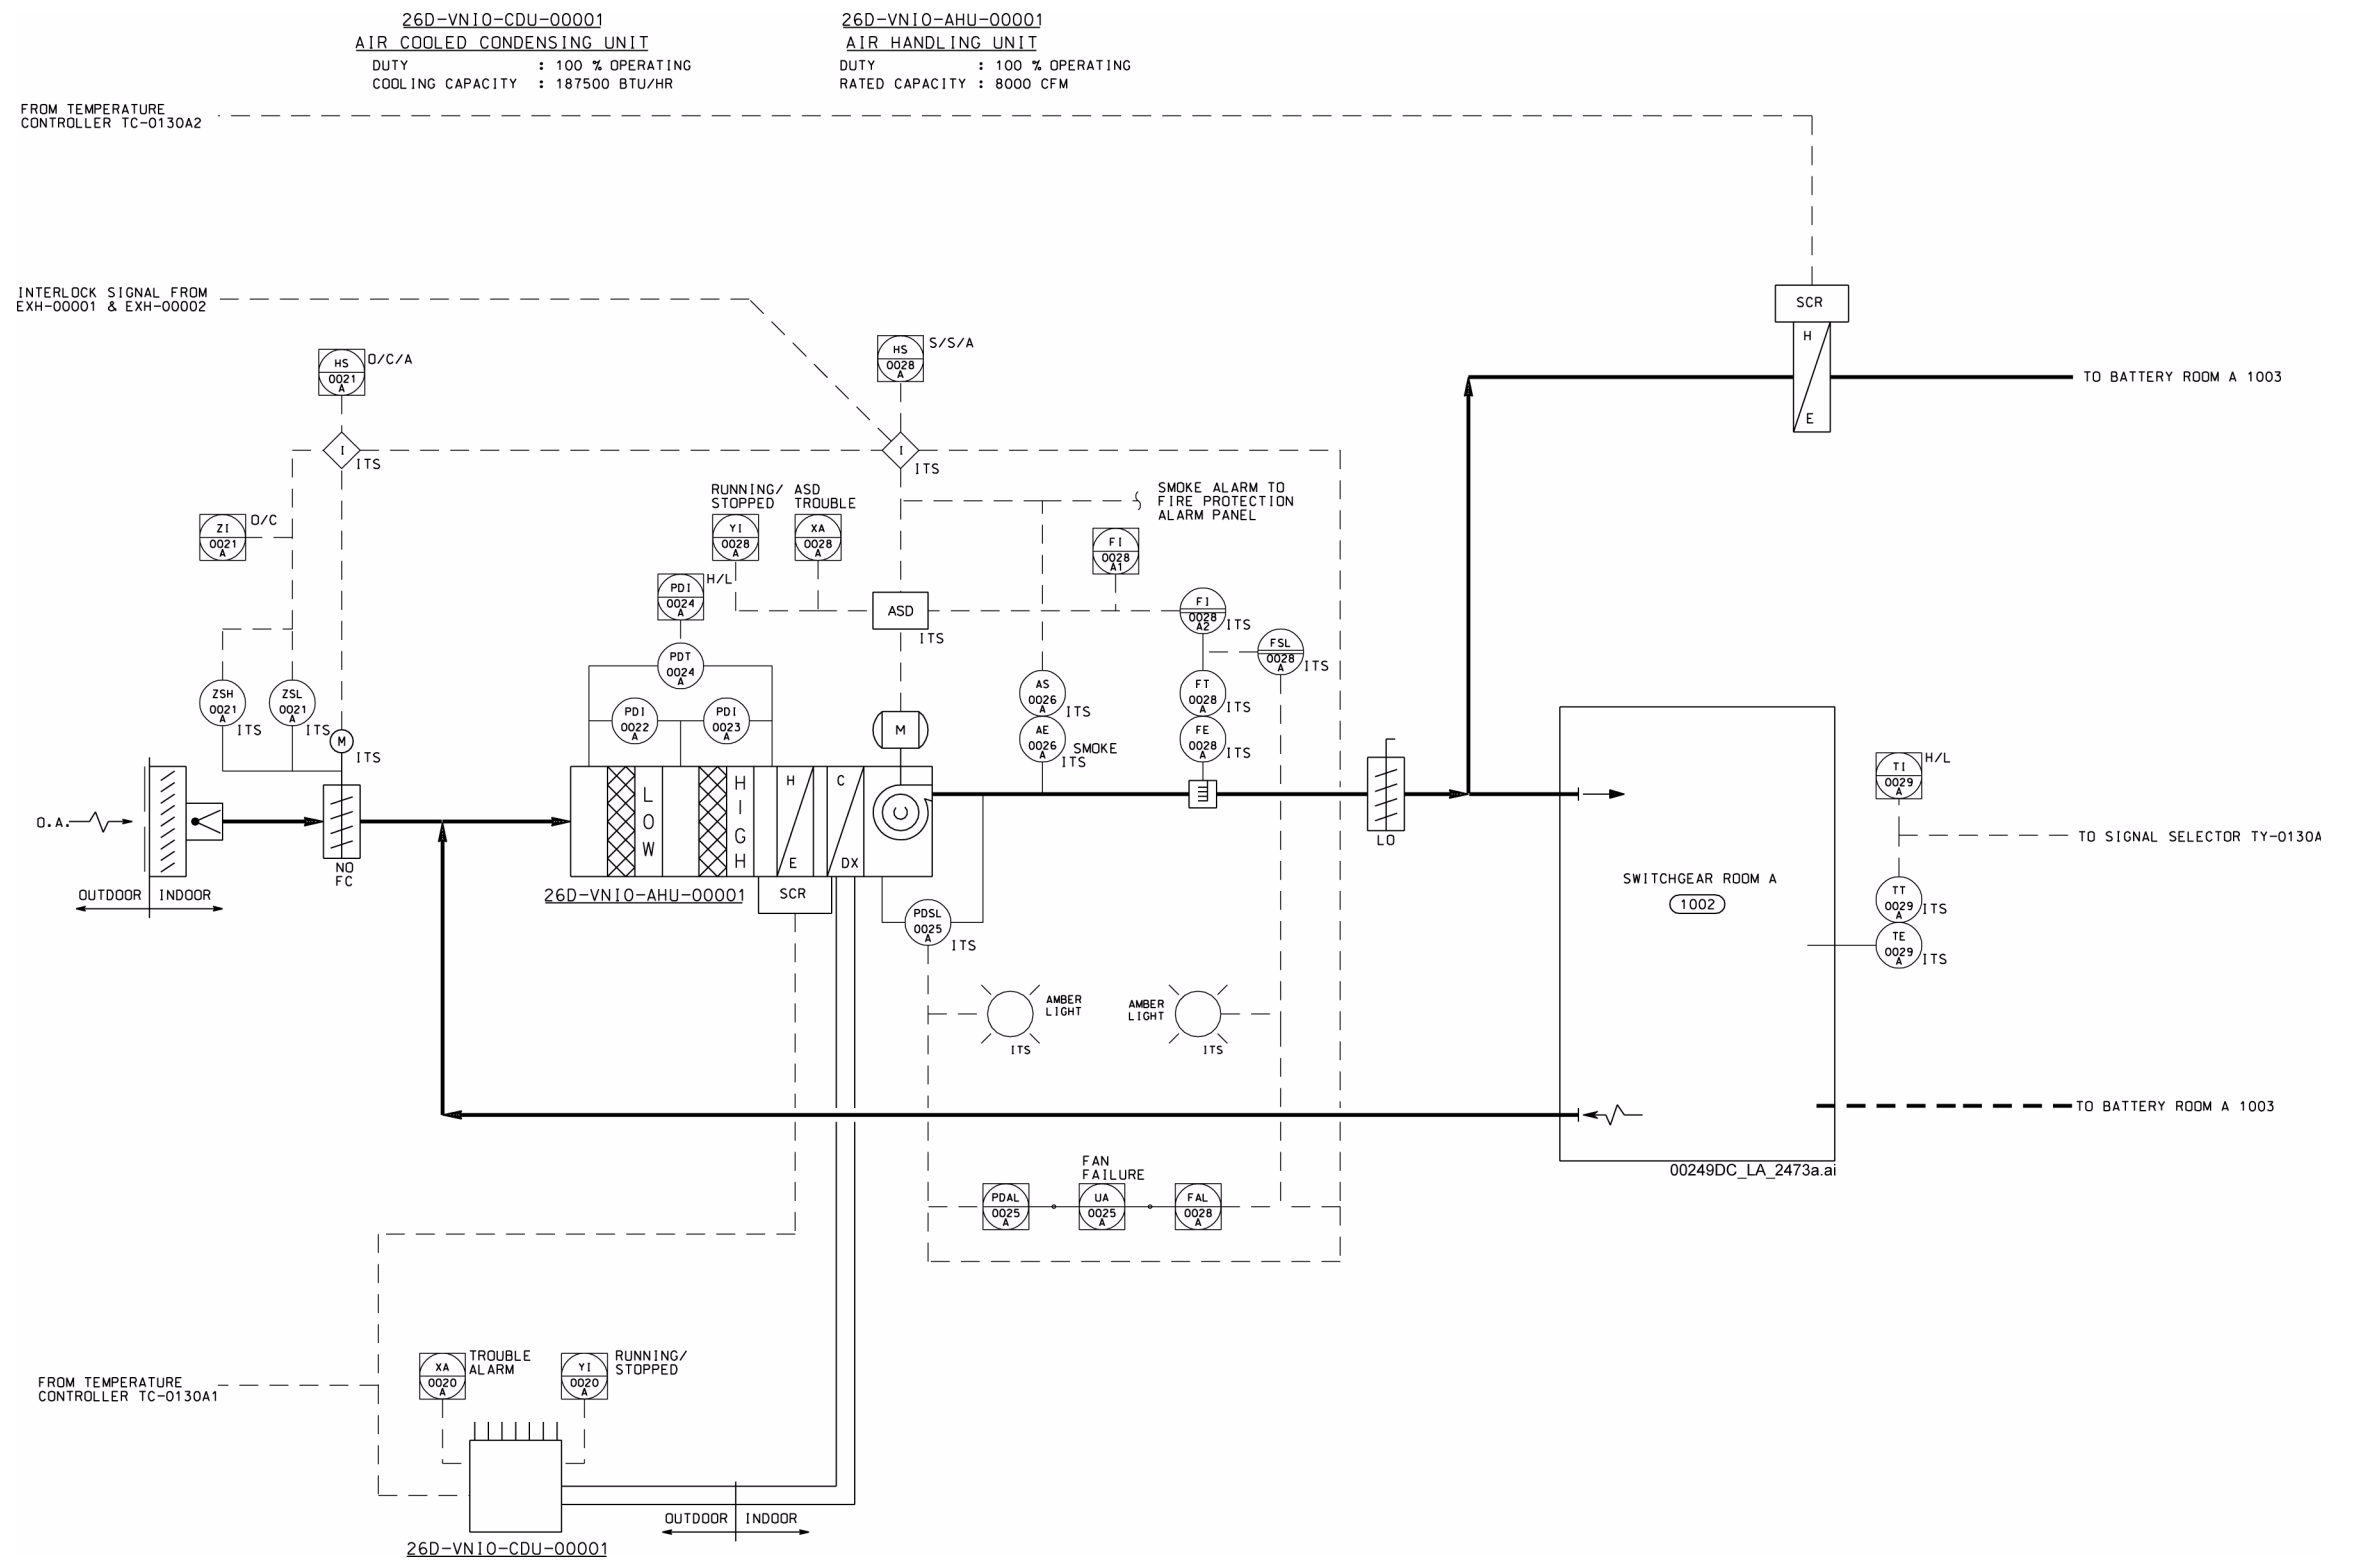 26D-VNIO-CDU-00001
AIR COOLED CONDENSING UNIT
DUTY : 100 % OPERATING
COOLING CAPACITY : 187500 BTU/HR
26D-VNIO-AHU-00001
AIR HANDLING UNIT
DUTY : 100 % OPERATING
RATED CAPACITY : 8000 CFM
FROM TEMPERATURE
CONTROLLER TC-0130A2
INTERLOCK SIGNAL FROM
EXH-00001 & EXH-00002
SCR
H
E
TO BATTERY ROOM A 1003
HS
0021
A
O/C/A
HS
0028
A
S/S/A
I
ITS
I
ITS
ZI
0021
A
O/C
RUNNING/
STOPPED
YI
0028
A
ASD
TROUBLE
XA
0028
A
SMOKE ALARM TO
FIRE PROTECTION
ALARM PANEL
FI
0028
A1
PDI
0024
A
H/L
ASD
ITS
FI
0028
A2
ITS
FSL
0028
A
ITS
PDT
0024
A
ZSH
0021
A
ITS
ZSL
0021
A
ITS
M
ITS
PDI
0022
A
PDI
0023
A
M
AS
0026
A
ITS
AE
0026
A
SMOKE
ITS
FT
0028
A
ITS
FE
0028
A
ITS
O.A.
NO
FC
OUTDOOR
INDOOR
LOW
HIGH
H
E
C
DX
26D-VNIO-AHU-00001
SCR
PDSL
0025
A
ITS
LO
SWITCHGEAR ROOM A
1002
TI
0029
A
H/L
TO SIGNAL SELECTOR TY-0130A
TT
0029
A
ITS
TE
0029
A
ITS
AMBER
LIGHT
ITS
AMBER
LIGHT
ITS
TO BATTERY ROOM A 1003
00249DC_LA_2473a.ai
FAN
FAILURE
PDAL
0025
A
UA
0025
A
FAL
0028
A
FROM TEMPERATURE
CONTROLLER TC-0130A1
XA
0020
A
TROUBLE
ALARM
YI
0020
A
RUNNING/
STOPPED
OUTDOOR
INDOOR
26D-VNIO-CDU-00001